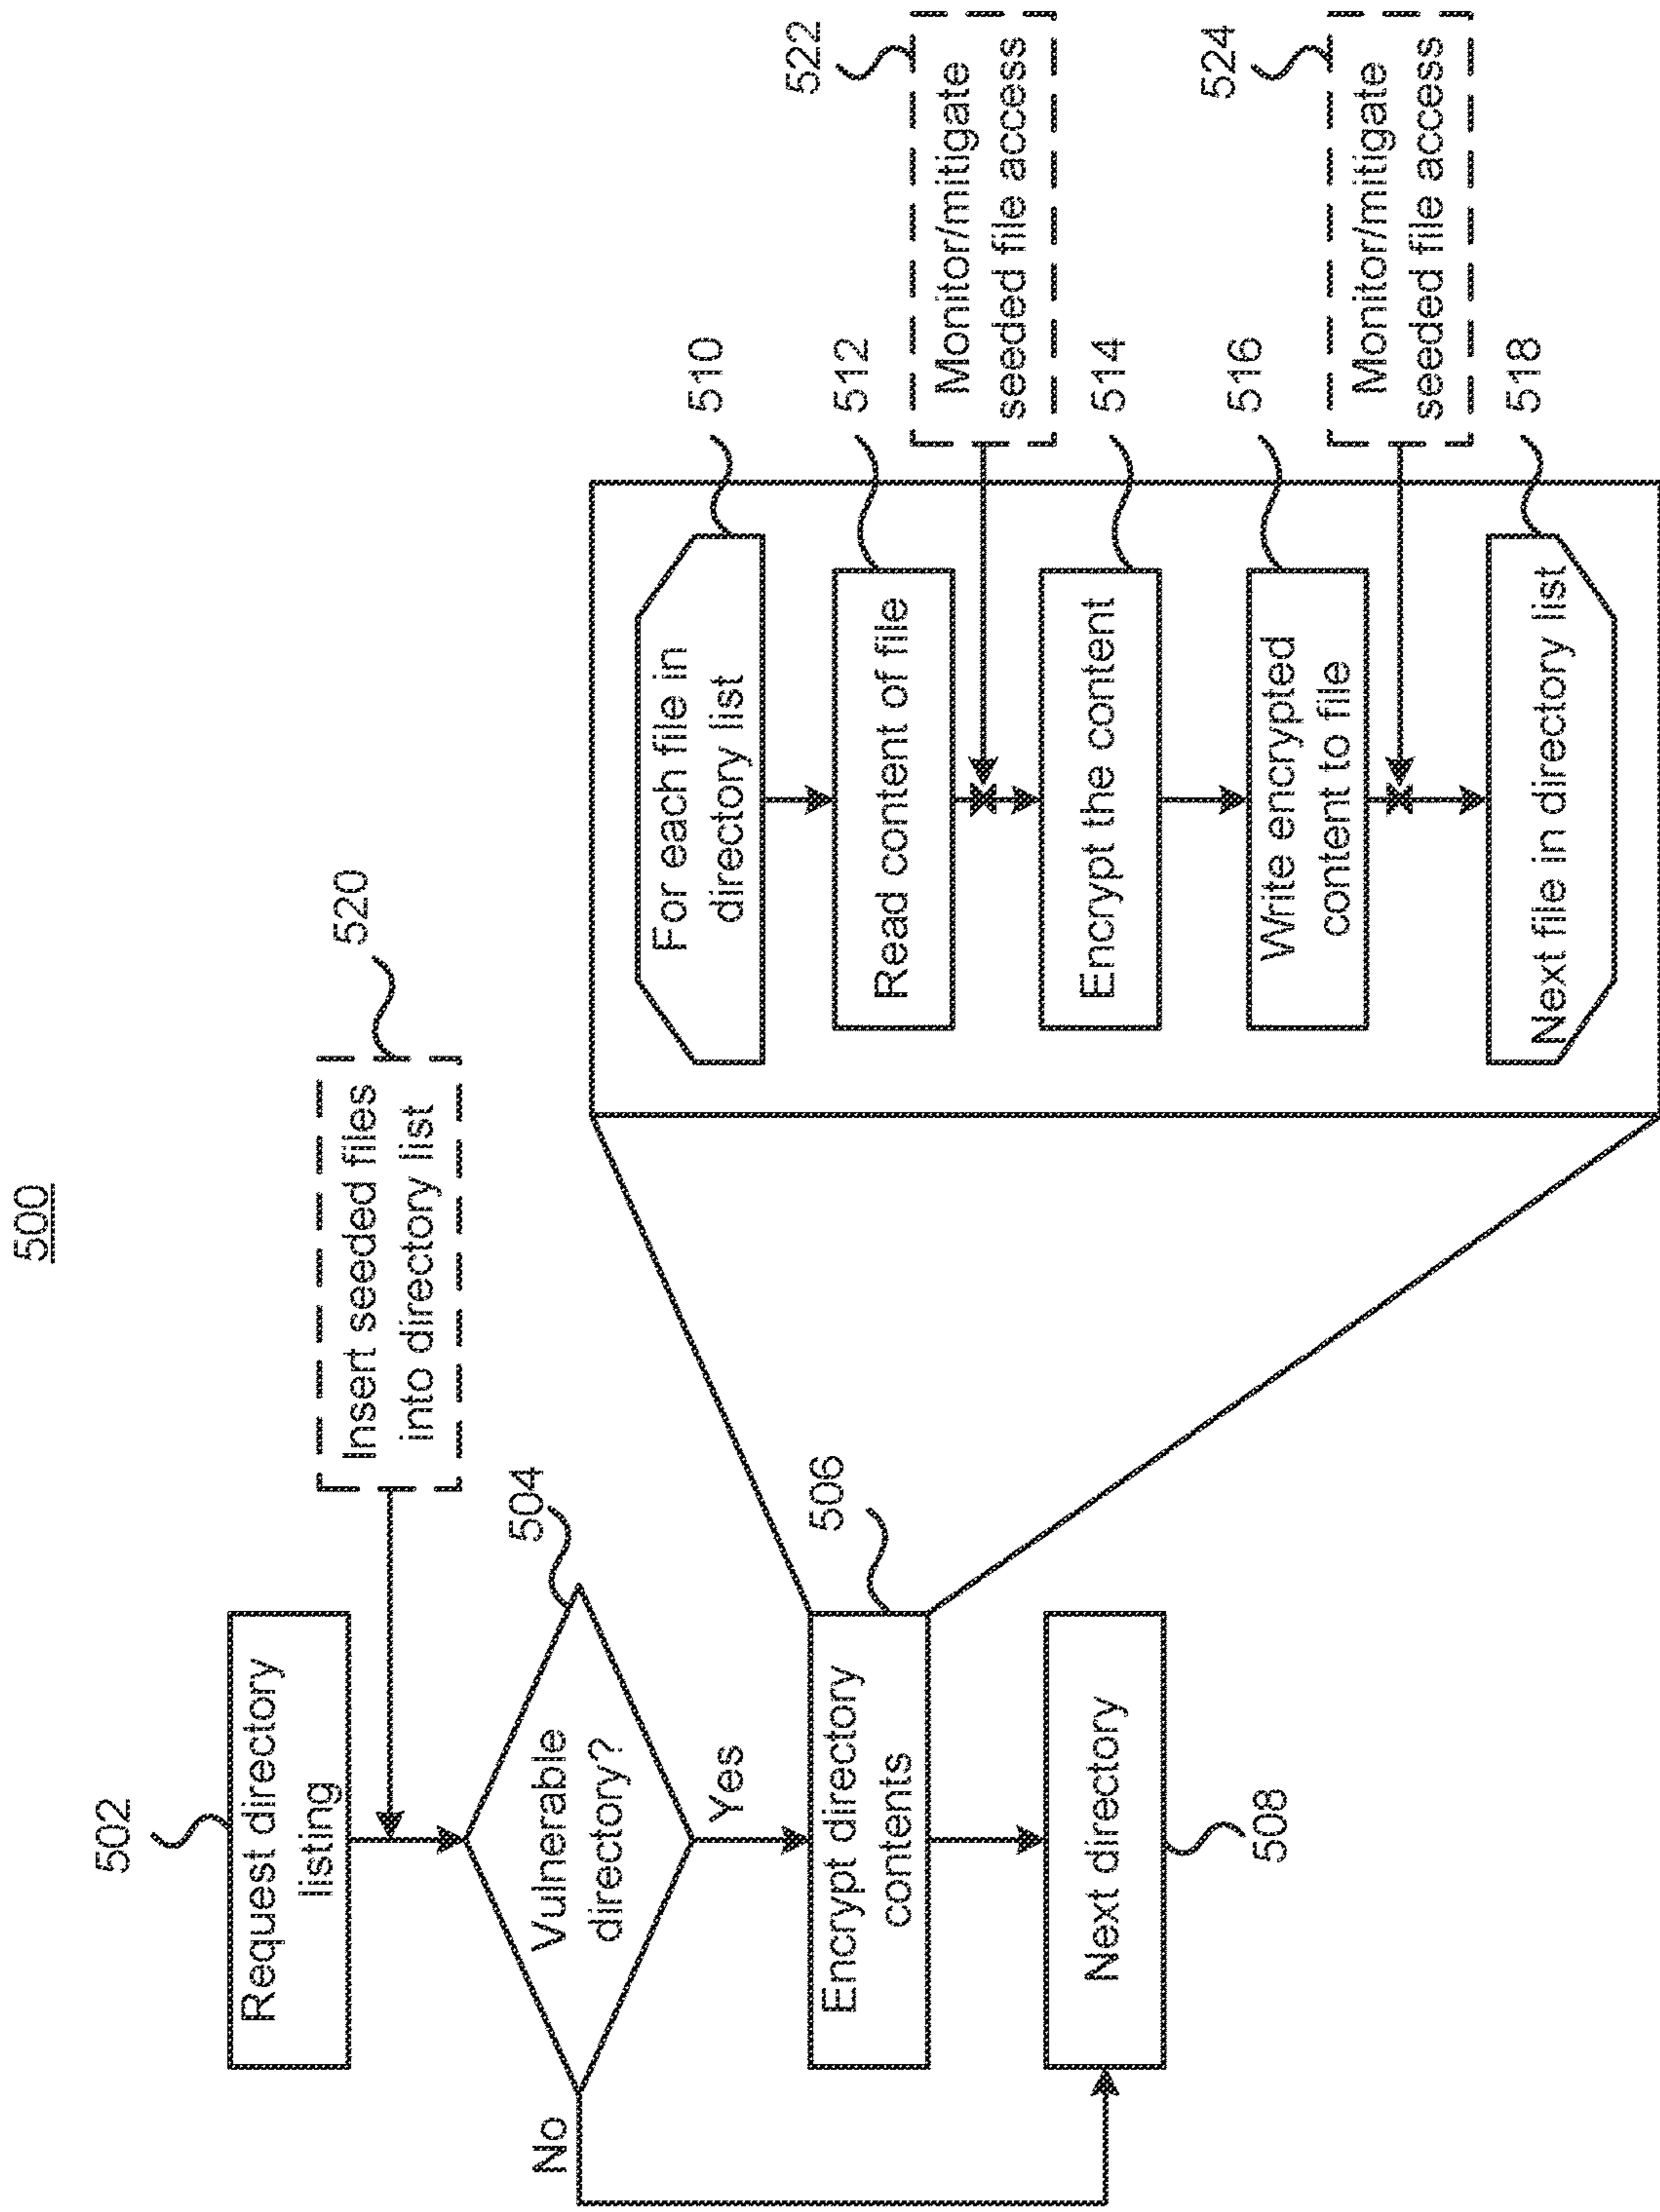 500
502
Request directory
listing
520
Insert seeded files
into directory list
504
Vulnerable
directory?
No
Yes
506
Encrypt directory
contents
Next directory
508
510
For each file in
directory list
512
Read content of file
522
Monitor/mitigate
seeded file access
514
Encrypt the content
516
Write encrypted
content to file
524
Monitor/mitigate
seeded file access
518
Next file in directory list